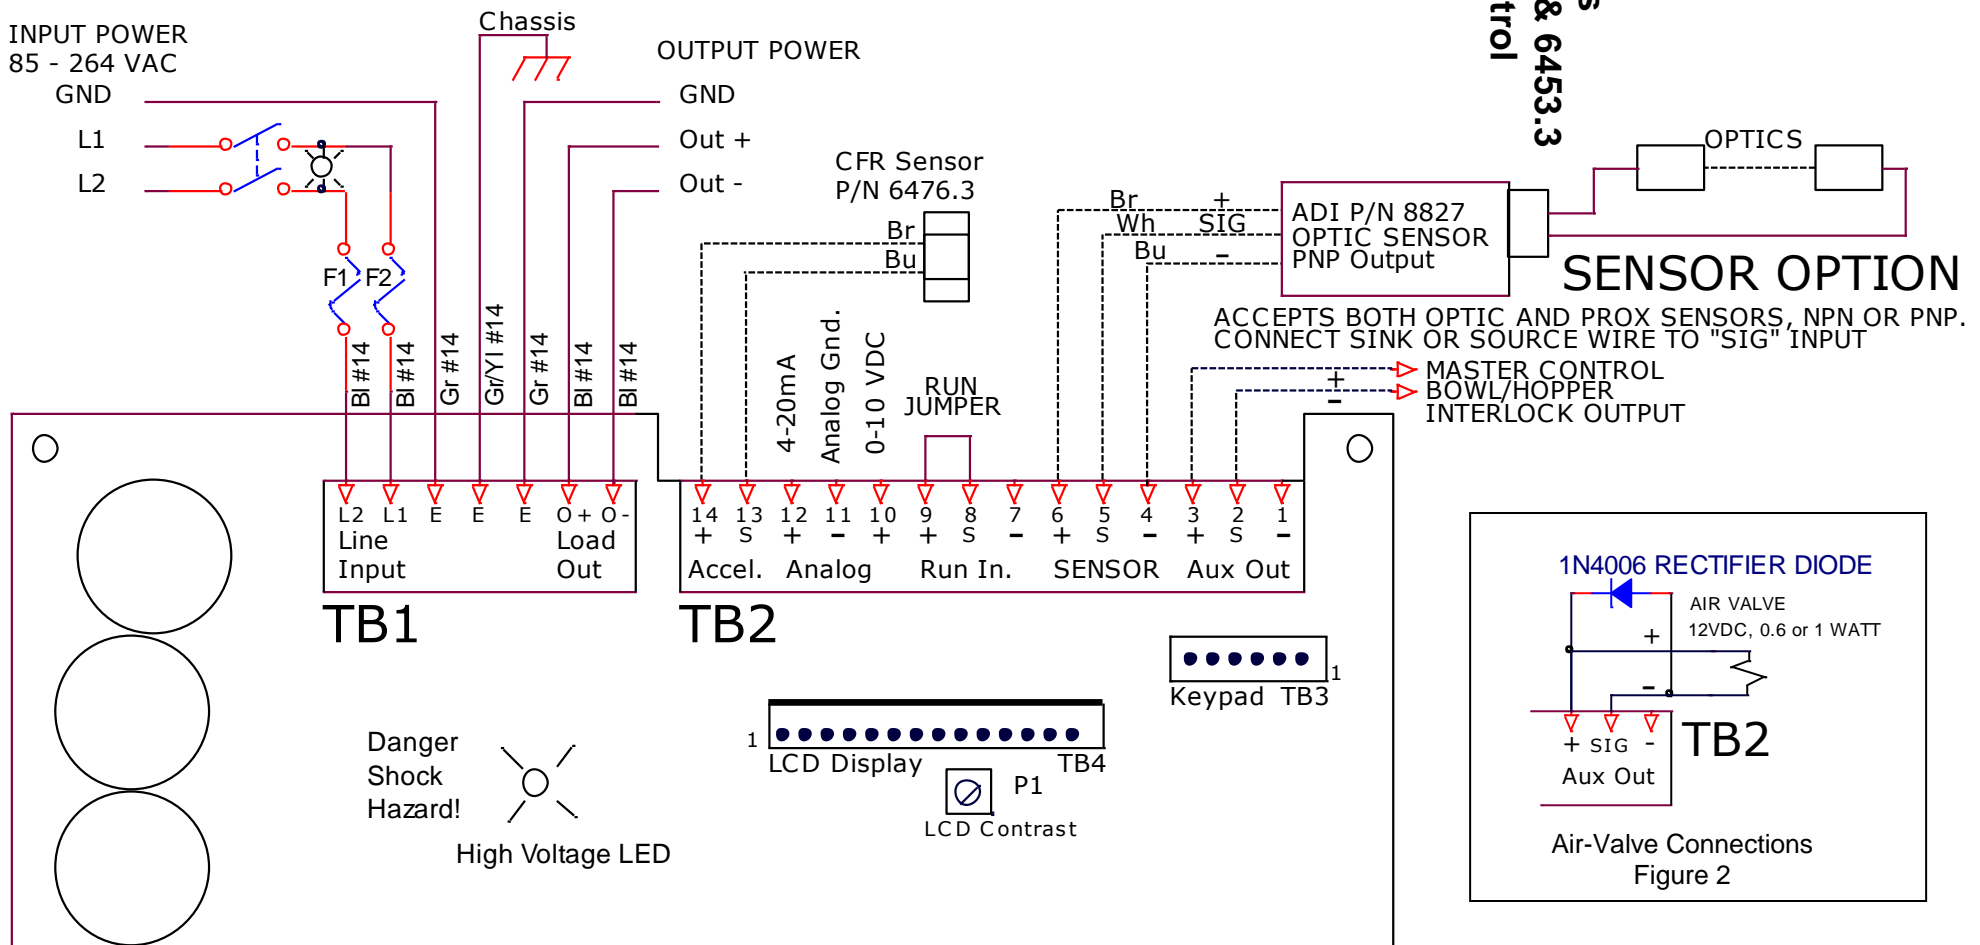 INPUT POWER
85 - 264 VAC
GND
L1
L2
Chassis
OUTPUT POWER
GND
Out +
Out -
F1
F2
Bl #14
Bl #14
Gr #14
Gr/Yl #14
Gr #14
Bl #14
Bl #14
CFR Sensor
P/N 6476.3
Br
Bu
4-20mA
Analog Gnd.
0-10 VDC
RUN
JUMPER
s
& 6453.3
trol
Br +
Wh SIG
Bu -
ADI P/N 8827
OPTIC SENSOR
PNP Output
OPTICS
SENSOR OPTION
ACCEPTS BOTH OPTIC AND PROX SENSORS, NPN OR PNP.
CONNECT SINK OR SOURCE WIRE TO "SIG" INPUT
+ MASTER CONTROL
- BOWL/HOPPER
INTERLOCK OUTPUT
L2 L1 E E E O+ O-
Line Load
Input Out
TB1
14 13 12 11 10 9 8 7 6 5 4 3 2 1
+ S + - + + S - + S - + S -
Accel. Analog Run In. SENSOR Aux Out
TB2
Keypad TB3
1
1
LCD Display TB4
P1
LCD Contrast
Danger
Shock
Hazard!
High Voltage LED
1N4006 RECTIFIER DIODE
AIR VALVE
12VDC, 0.6 or 1 WATT
+
-
+ SIG -
TB2
Aux Out
Air-Valve Connections
Figure 2